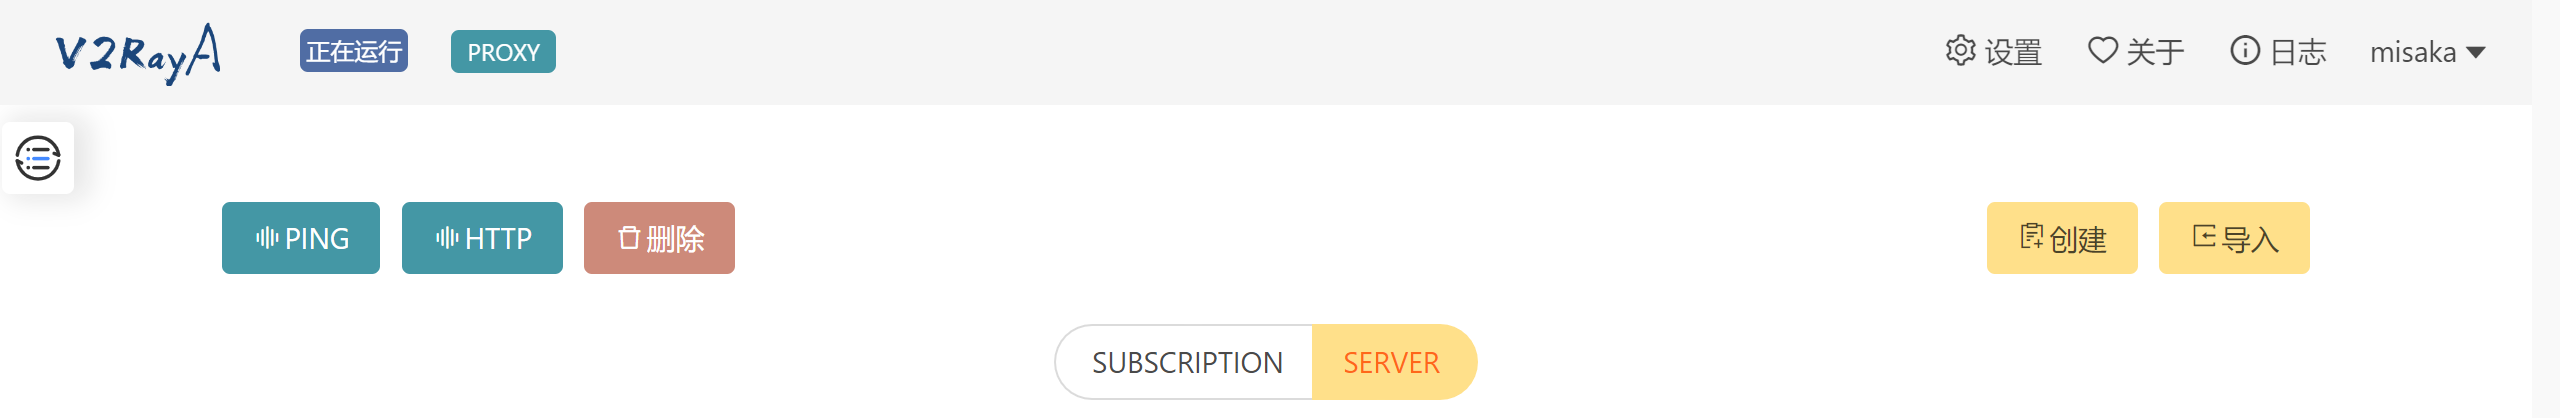 V2RayA 正在运行 PROXY 设置 关于 日志 misaka
PING HTTP 删除 创建 导入
SUBSCRIPTION SERVER